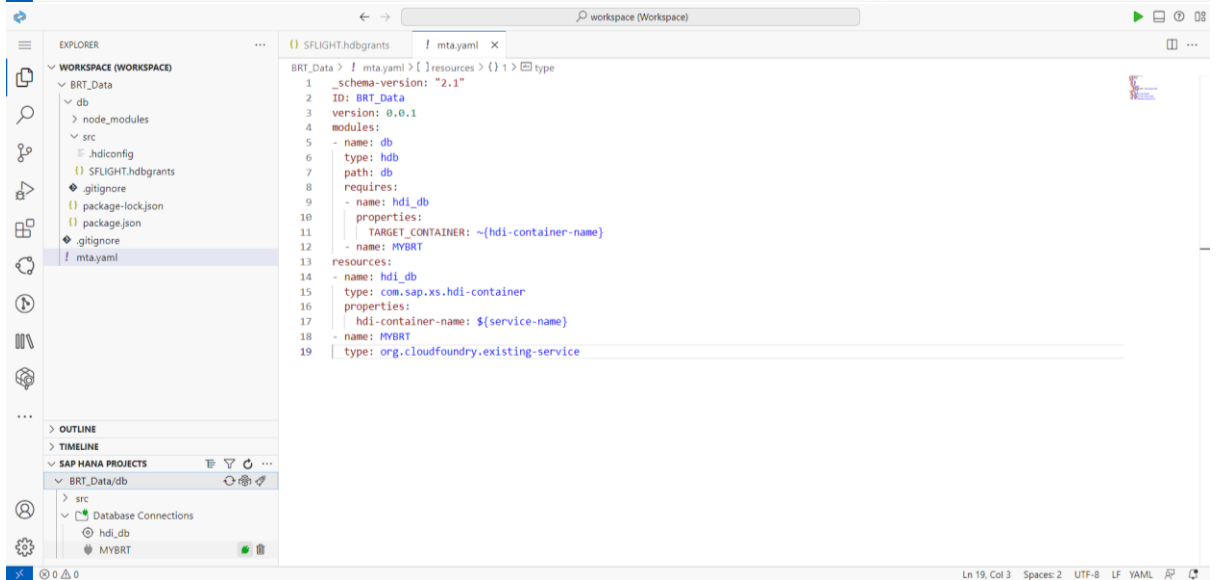 workspace (Workspace)
EXPLORER
WORKSPACE (WORKSPACE)
BRT_Data
db
node_modules
src
.hdiconfig
SFLIGHT.hdbgrants
.gitignore
package-lock.json
package.json
.gitignore
mta.yaml
OUTLINE
TIMELINE
SAP HANA PROJECTS
BRT_Data/db
src
Database Connections
hdi_db
MYBRT
SFLIGHT.hdbgrants
mta.yaml
BRT_Data > mta.yaml > [ ] resources > {} 1 > type
1 _schema-version: "2.1"
2 ID: BRT_Data
3 version: 0.0.1
4 modules:
5 - name: db
6 type: hdb
7 path: db
8 requires:
9 - name: hdi_db
10 properties:
11 TARGET_CONTAINER: ~{hdi-container-name}
12 - name: MYBRT
13 resources:
14 - name: hdi_db
15 type: com.sap.xs.hdi-container
16 properties:
17 hdi-container-name: ${service-name}
18 - name: MYBRT
19 type: org.cloudfoundry.existing-service
0 0 Ln 19, Col 3 Spaces: 2 UTF-8 LF YAML